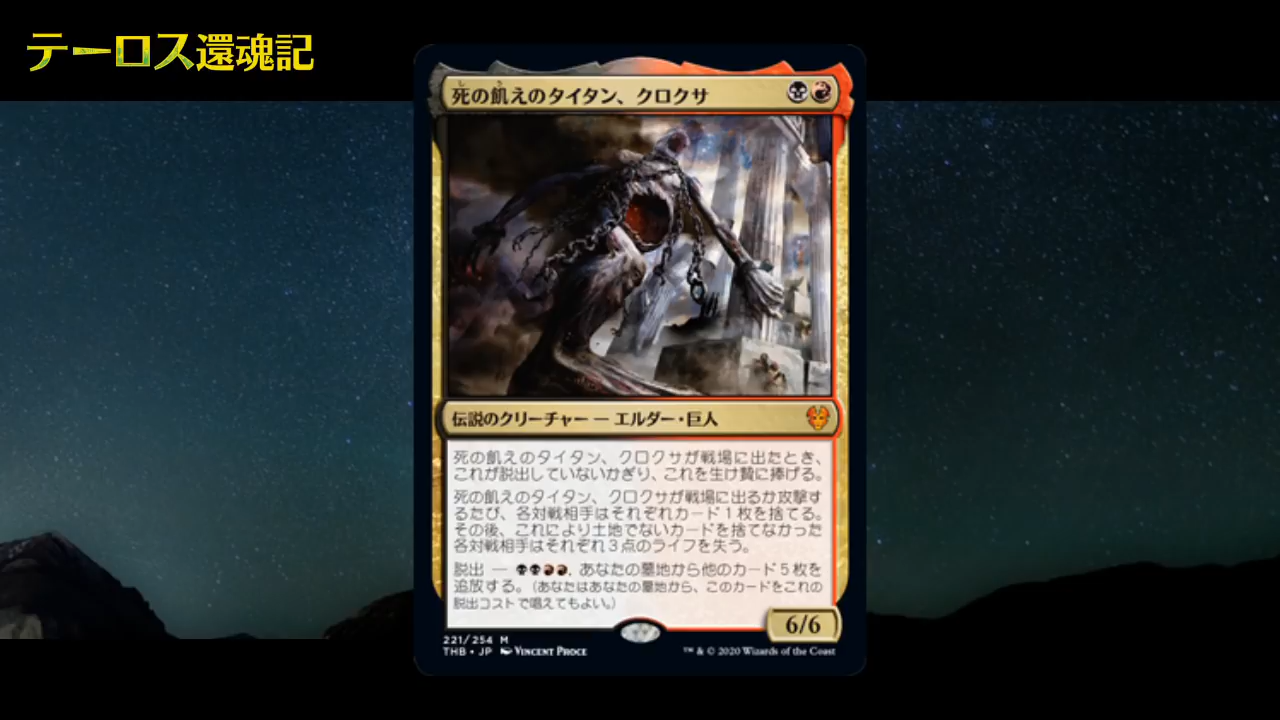 テーロス還魂記
死の飢えのタイタン、クロクサ
伝説のクリーチャー ― エルダー・巨人
死の飢えのタイタン、クロクサが戦場に出たとき、
これが脱出していないかぎり、これを生け贄に捧げる。
死の飢えのタイタン、クロクサが戦場に出るか攻撃す
るたび、各対戦相手はそれぞれカード1枚を捨てる。
その後、これにより土地でないカードを捨てなかった
各対戦相手はそれぞれ3点のライフを失う。
脱出 ― , あなたの墓地から他のカード5枚を
追放する。(あなたはあなたの墓地から、このカードをこれの
脱出コストで唱えてもよい。)
6/6
221/254 M
THB • JP VINCENT PROCE
™ & © 2020 Wizards of the Coast